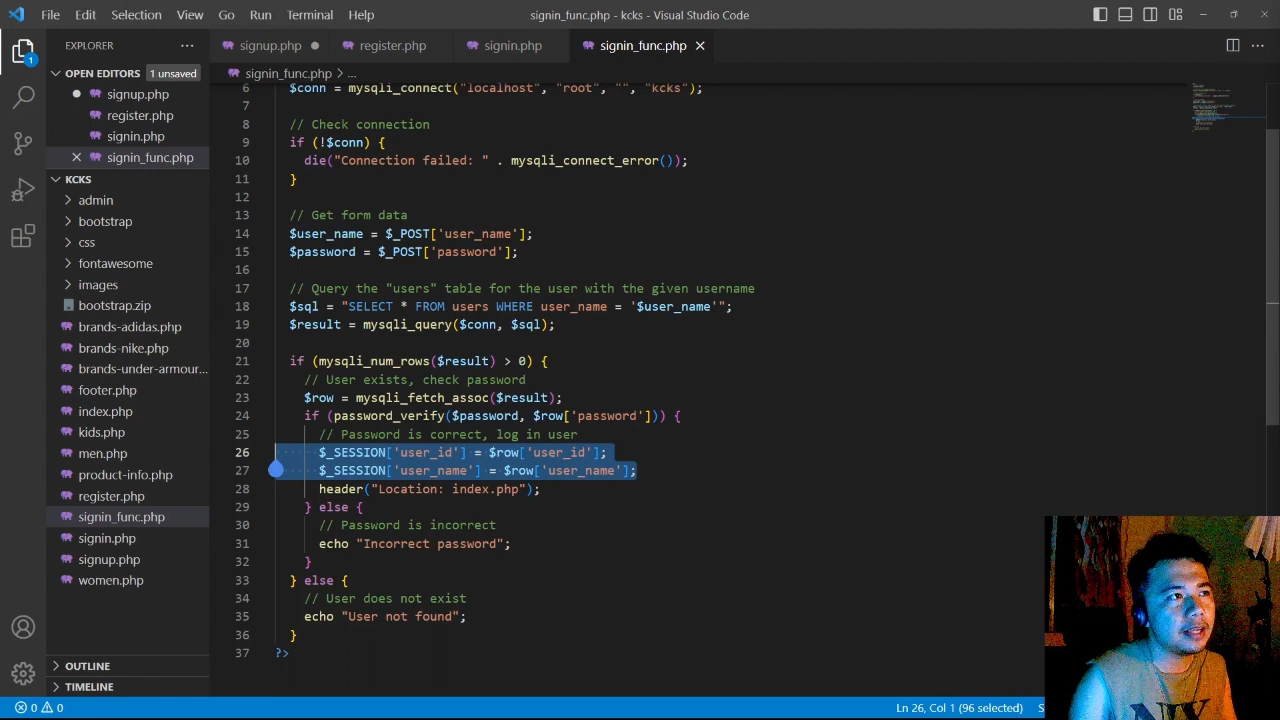 File Edit Selection View Go Run Terminal Help
signin_func.php - kcks - Visual Studio Code
EXPLORER
signup.php
register.php
signin.php
signin_func.php
OPEN EDITORS
1 unsaved
signin_func.php > ...
signup.php
register.php
signin.php
signin_func.php
KCKS
admin
bootstrap
css
fontawesome
images
bootstrap.zip
brands-adidas.php
brands-nike.php
brands-under-armour...
footer.php
index.php
kids.php
men.php
product-info.php
register.php
signin_func.php
signin.php
signup.php
women.php
OUTLINE
TIMELINE
1
6 $conn = mysqli_connect("localhost", "root", "", "kcks");
7
8 // Check connection
9 if (!$conn) {
10 die("Connection failed: " . mysqli_connect_error());
11 }
12
13 // Get form data
14 $user_name = $_POST['user_name'];
15 $password = $_POST['password'];
16
17 // Query the "users" table for the user with the given username
18 $sql = "SELECT * FROM users WHERE user_name = '$user_name'";
19 $result = mysqli_query($conn, $sql);
20
21 if (mysqli_num_rows($result) > 0) {
22 // User exists, check password
23 $row = mysqli_fetch_assoc($result);
24 if (password_verify($password, $row['password'])) {
25 // Password is correct, log in user
26 $_SESSION['user_id'] = $row['user_id'];
27 $_SESSION['user_name'] = $row['user_name'];
28 header("Location: index.php");
29 } else {
30 // Password is incorrect
31 echo "Incorrect password";
32 }
33 } else {
34 // User does not exist
35 echo "User not found";
36 }
37 ?>
0 0
Ln 26, Col 1 (96 selected)